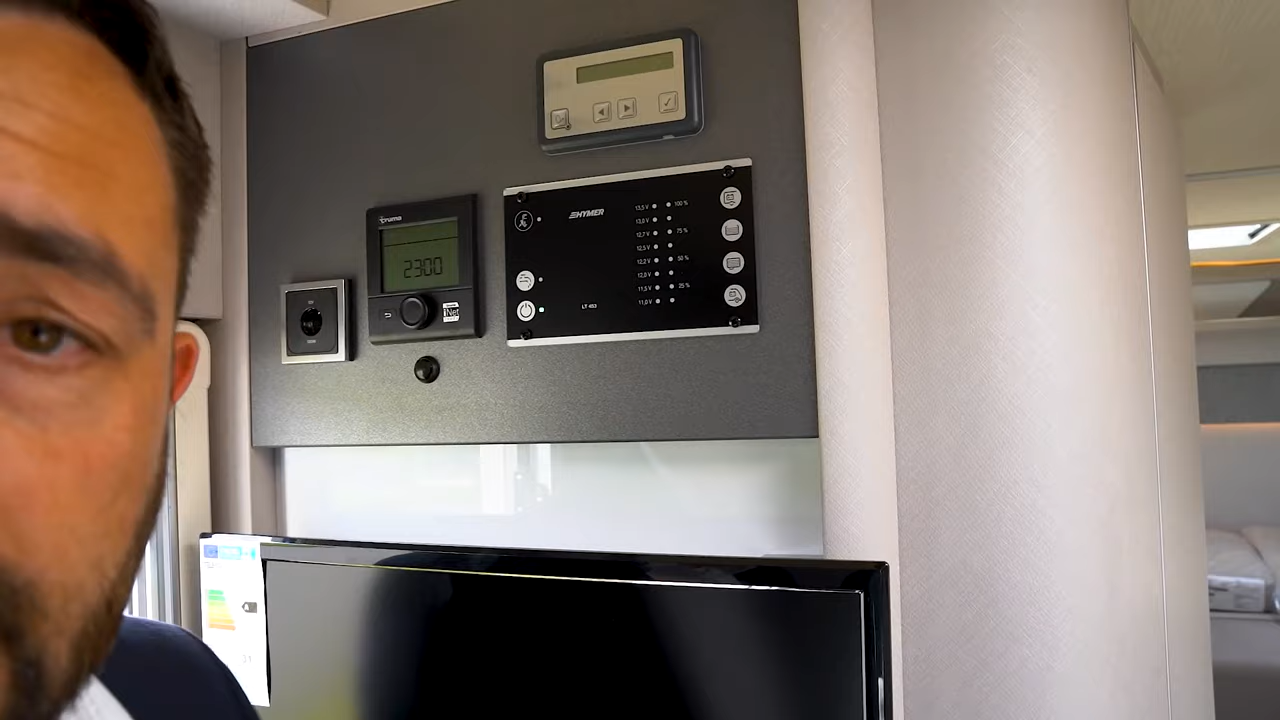 truma
2300
iNet
HYMER
13,5 V
100 %
13,0 V
12,7 V
75 %
12,5 V
12,2 V
50 %
12,0 V
11,5 V
25 %
11,0 V
LT 453
A
31